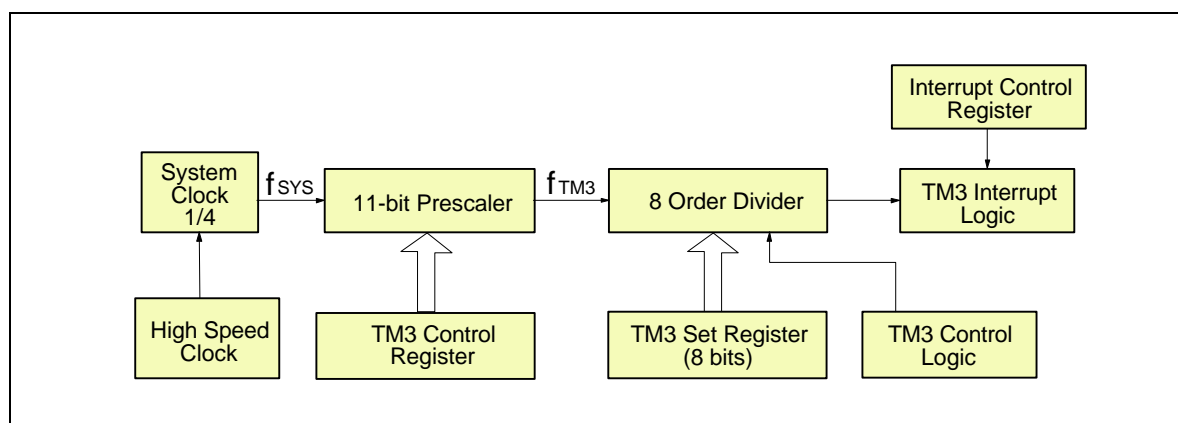 Interrupt Control
Register
System
Clock
1/4
fSYS
11-bit Prescaler
fTM3
8 Order Divider
TM3 Interrupt
Logic
High Speed
Clock
TM3 Control
Register
TM3 Set Register
(8 bits)
TM3 Control
Logic